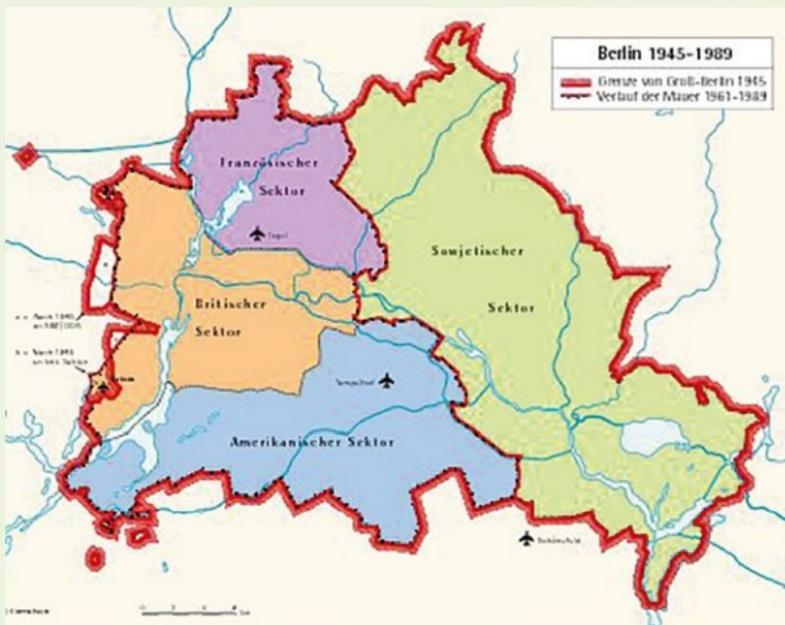 Berlin 1945-1989
Grenze von Groß-Berlin 1945
Verlauf der Mauer 1961-1989
Französischer
Sektor
Tegel
Sowjetischer
Sektor
Britischer
Sektor
Tempelhof
Amerikanischer Sektor
Schönefeld